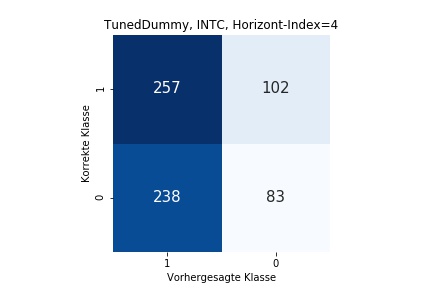 TunedDummy, INTC, Horizont-Index=4
Korrekte Klasse
1
257
102
0
238
83
1
0
Vorhergesagte Klasse